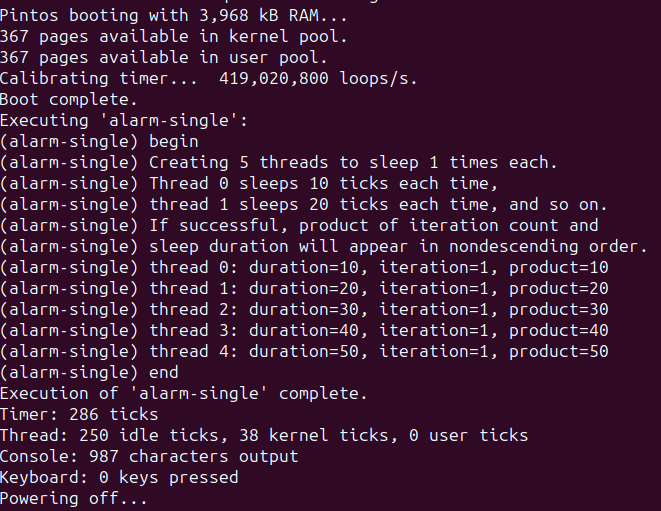 Pintos booting with 3,968 kB RAM...
367 pages available in kernel pool.
367 pages available in user pool.
Calibrating timer...  419,020,800 loops/s.
Boot complete.
Executing 'alarm-single':
(alarm-single) begin
(alarm-single) Creating 5 threads to sleep 1 times each.
(alarm-single) Thread 0 sleeps 10 ticks each time,
(alarm-single) thread 1 sleeps 20 ticks each time, and so on.
(alarm-single) If successful, product of iteration count and
(alarm-single) sleep duration will appear in nondescending order.
(alarm-single) thread 0: duration=10, iteration=1, product=10
(alarm-single) thread 1: duration=20, iteration=1, product=20
(alarm-single) thread 2: duration=30, iteration=1, product=30
(alarm-single) thread 3: duration=40, iteration=1, product=40
(alarm-single) thread 4: duration=50, iteration=1, product=50
(alarm-single) end
Execution of 'alarm-single' complete.
Timer: 286 ticks
Thread: 250 idle ticks, 38 kernel ticks, 0 user ticks
Console: 987 characters output
Keyboard: 0 keys pressed
Powering off...